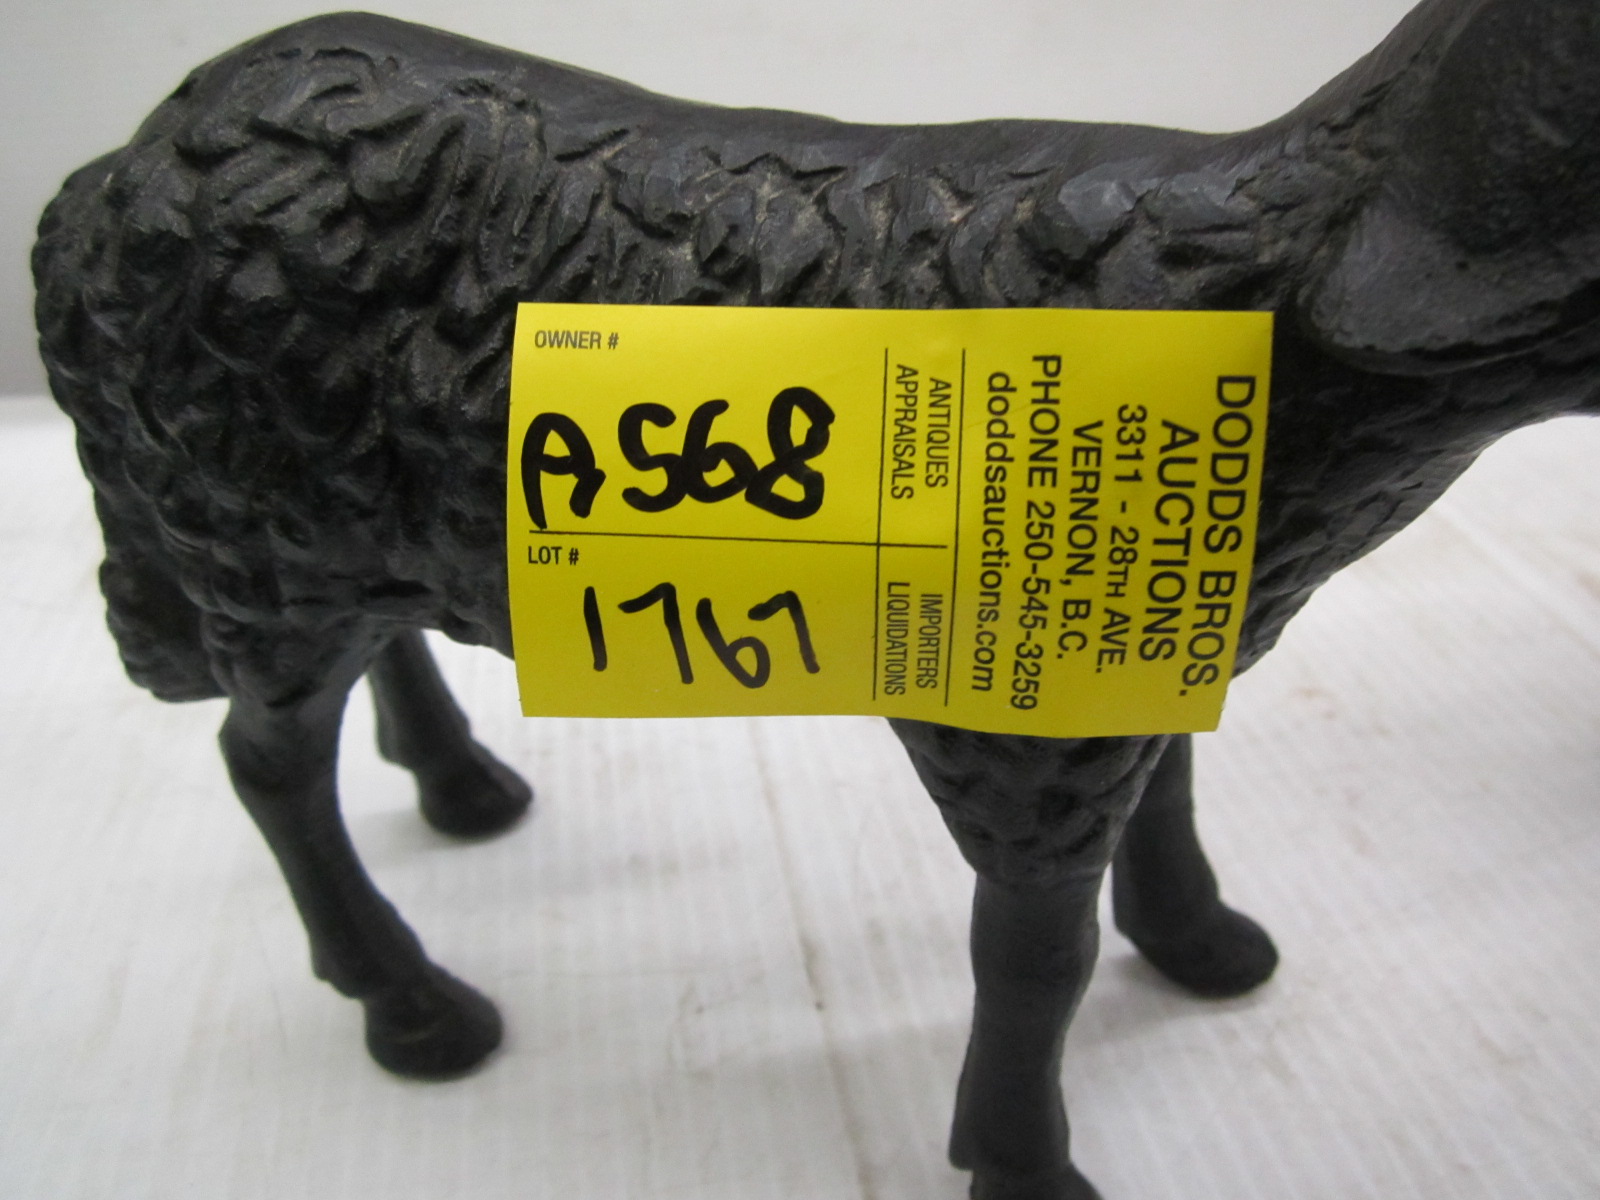 OWNER #
A568
LOT #
1767
DODDS BROS.
AUCTIONS
3311 - 28TH AVE.
VERNON, B.C.
PHONE 250-545-3259
doddsauctions.com
ANTIQUES
APPRAISALS
IMPORTERS
LIQUIDATIONS